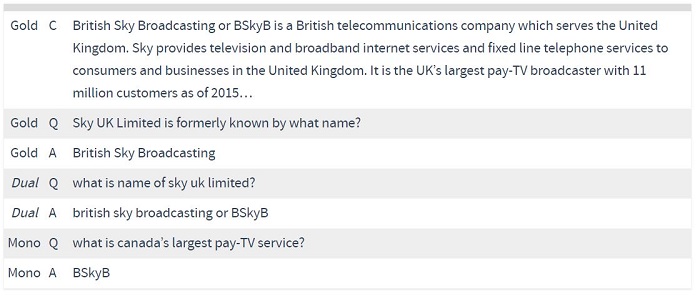 Gold C British Sky Broadcasting or BSkyB is a British telecommunications company which serves the United
Kingdom. Sky provides television and broadband internet services and fixed line telephone services to
consumers and businesses in the United Kingdom. It is the UK’s largest pay-TV broadcaster with 11
million customers as of 2015…
Gold Q Sky UK Limited is formerly known by what name?
Gold A British Sky Broadcasting
Dual Q what is name of sky uk limited?
Dual A british sky broadcasting or BSkyB
Mono Q what is canada’s largest pay-TV service?
Mono A BSkyB